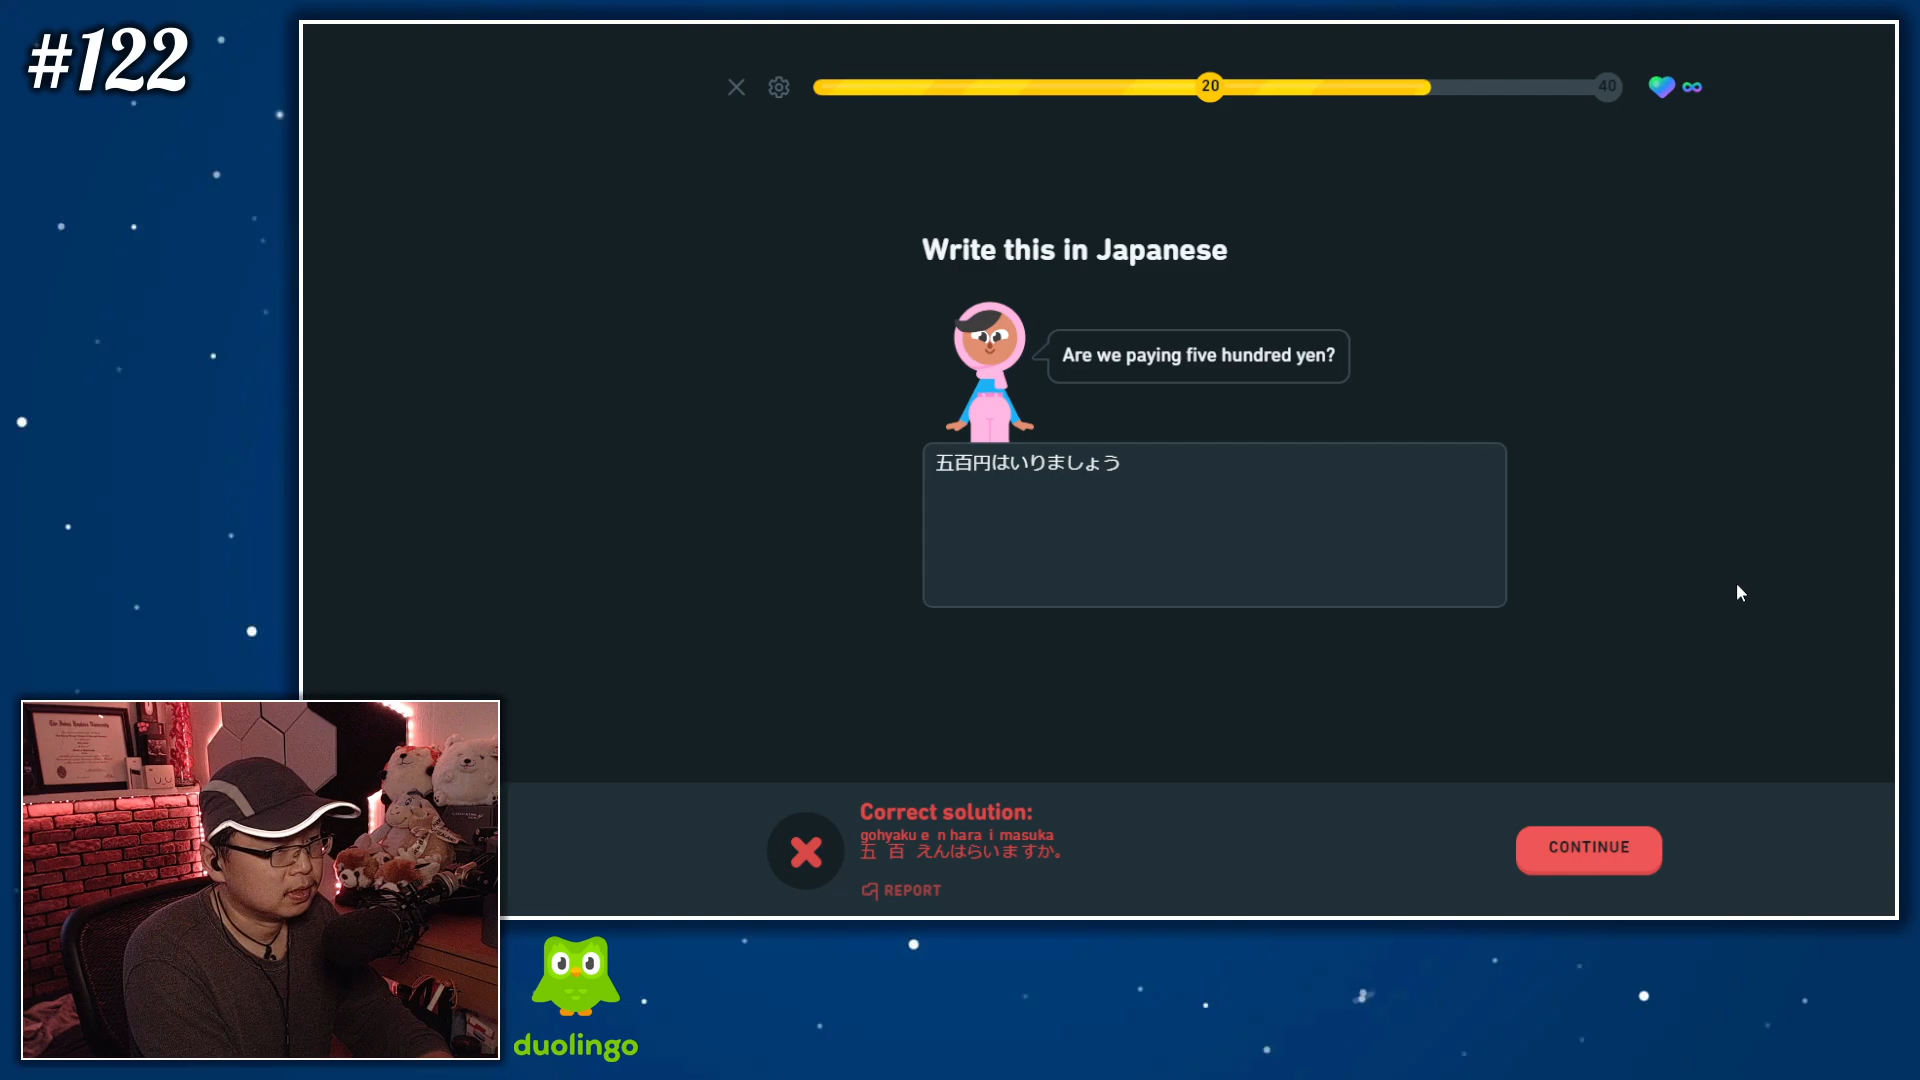 #122
20
40
Write this in Japanese
Are we paying five hundred yen?
五百円はいりましょう
Correct solution:
gohyaku e n hara i masuka
五 百 えんはらいますか。
REPORT
CONTINUE
duolingo